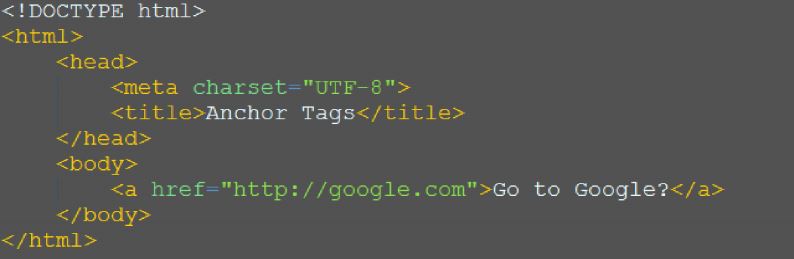 <!DOCTYPE html>
<html>
    <head>
        <meta charset="UTF-8">
        <title>Anchor Tags</title>
    </head>
    <body>
        <a href="http://google.com">Go to Google?</a>
    </body>
</html>